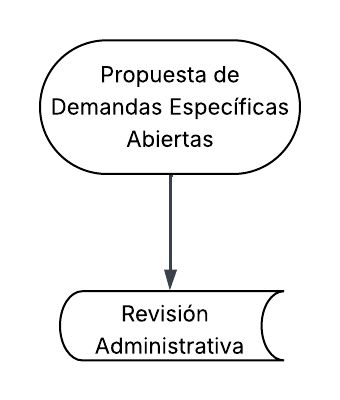 Propuesta de
Demandas Específicas
Abiertas
Revisión
Administrativa